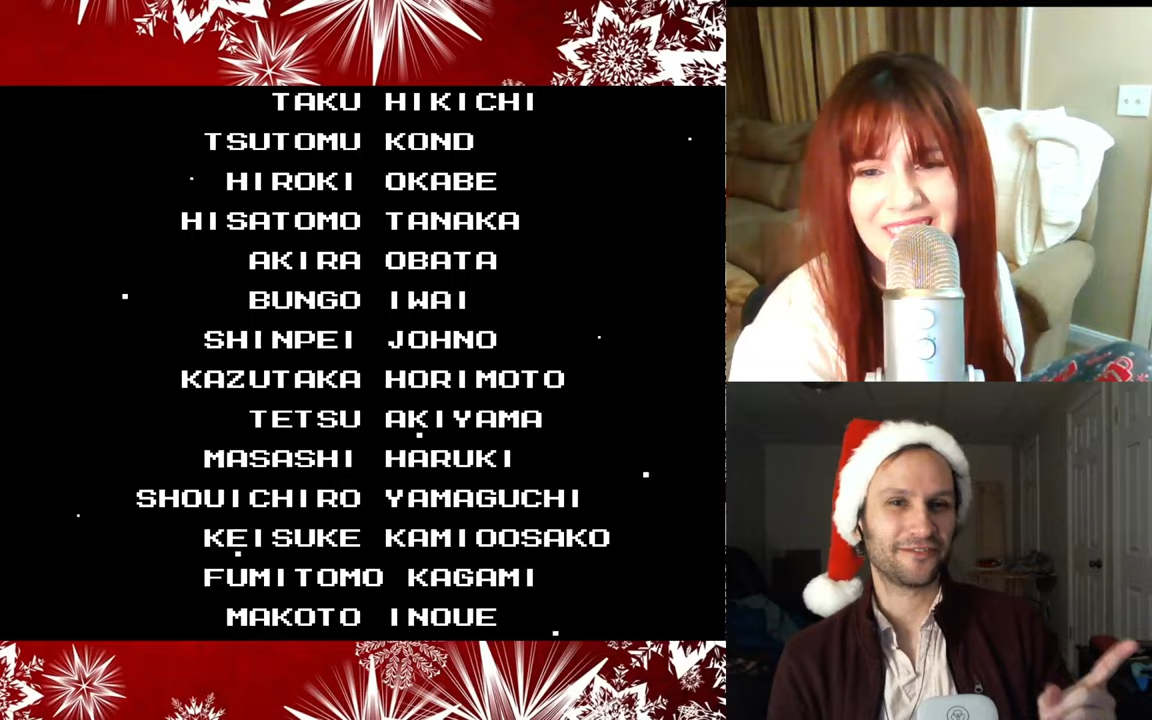 TAKU HIKICHI
TSUTOMU KOND
HIROKI OKABE
HISATOMO TANAKA
AKIRA OBATA
BUNGO IWAI
SHINPEI JOHNO
KAZUTAKA HORIMOTO
TETSU AKIYAMA
MASASHI HARUKI
SHOUICHIRO YAMAGUCHI
KEISUKE KAMIOOSAKO
FUMITOMO KAGAMI
MAKOTO INOUE